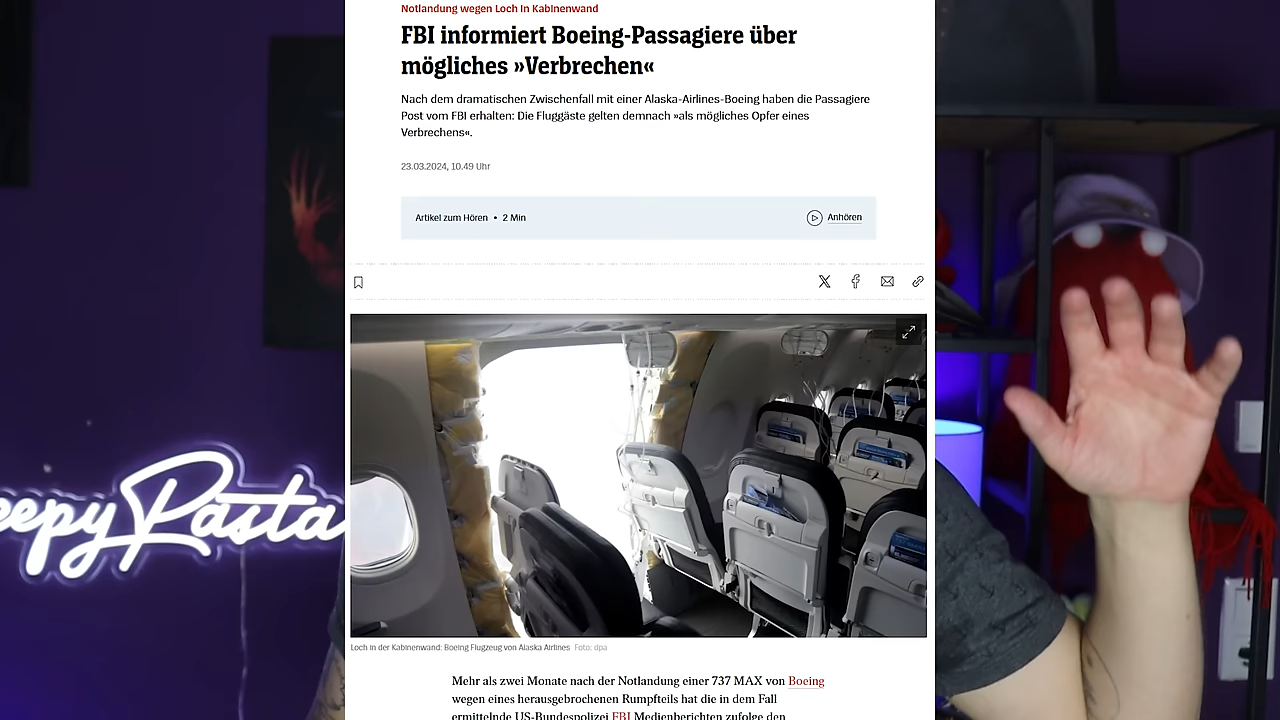 Notlandung wegen Loch in Kabinenwand
FBI informiert Boeing-Passagiere über
mögliches »Verbrechen«
Nach dem dramatischen Zwischenfall mit einer Alaska-Airlines-Boeing haben die Passagiere
Post vom FBI erhalten: Die Fluggäste gelten demnach »als mögliches Opfer eines
Verbrechens«.
23.03.2024, 10.49 Uhr
Artikel zum Hören • 2 Min
Anhören
eepy Pasta
Loch in der Kabinenwand: Boeing Flugzeug von Alaska Airlines Foto: dpa
Mehr als zwei Monate nach der Notlandung einer 737 MAX von Boeing
wegen eines herausgebrochenen Rumpfteils hat die in dem Fall
ermittelnde US-Bundespolizei FBI Medienberichten zufolge den